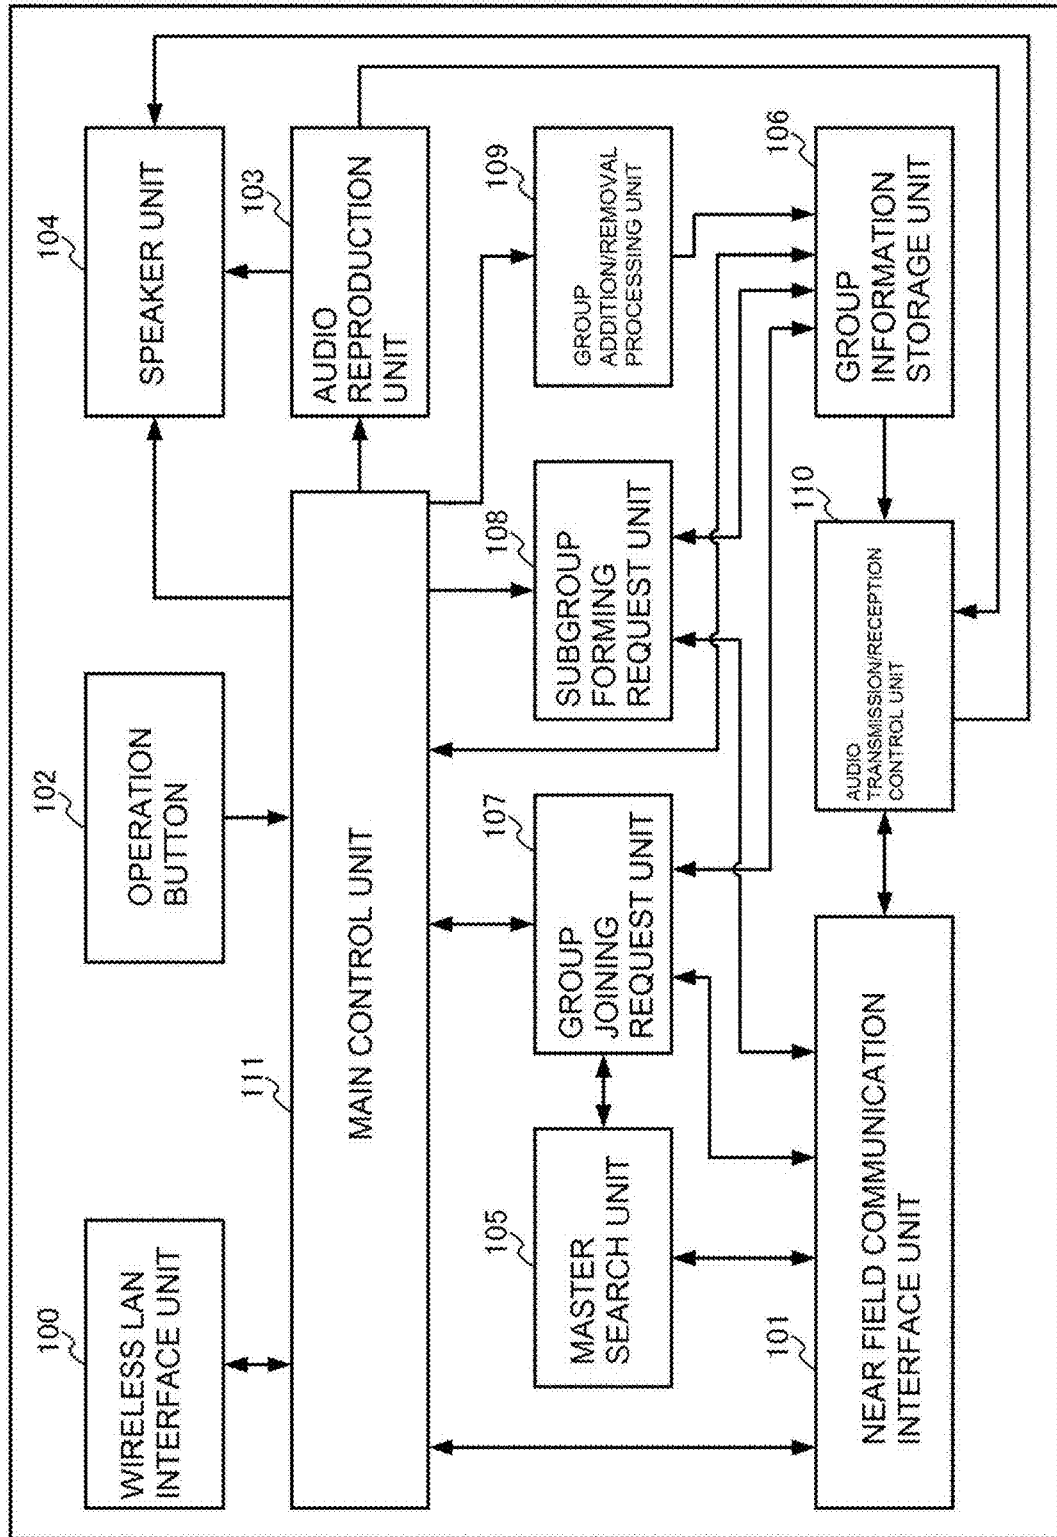 100
WIRELESS LAN
INTERFACE UNIT
102
OPERATION
BUTTON
104
SPEAKER UNIT
111
MAIN CONTROL UNIT
103
AUDIO
REPRODUCTION
UNIT
105
MASTER
SEARCH UNIT
107
GROUP
JOINING
REQUEST UNIT
108
SUBGROUP
FORMING
REQUEST UNIT
109
GROUP
ADDITION/REMOVAL
PROCESSING UNIT
101
NEAR FIELD COMMUNICATION
INTERFACE UNIT
110
AUDIO
TRANSMISSION/RECEPTION
CONTROL UNIT
106
GROUP
INFORMATION
STORAGE UNIT